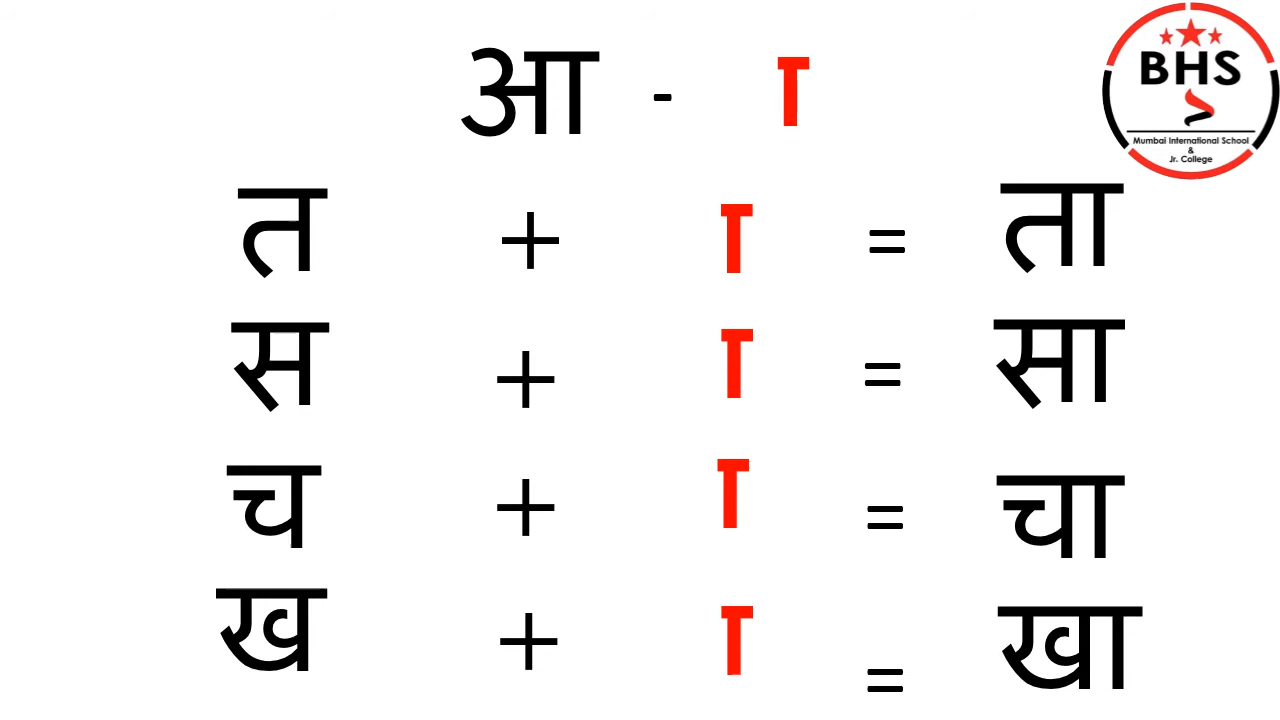 आ - ा
BHS
Mumbai International School
&
Jr. College
त + ा = ता
स + ा = सा
च + ा = चा
ख + ा = खा